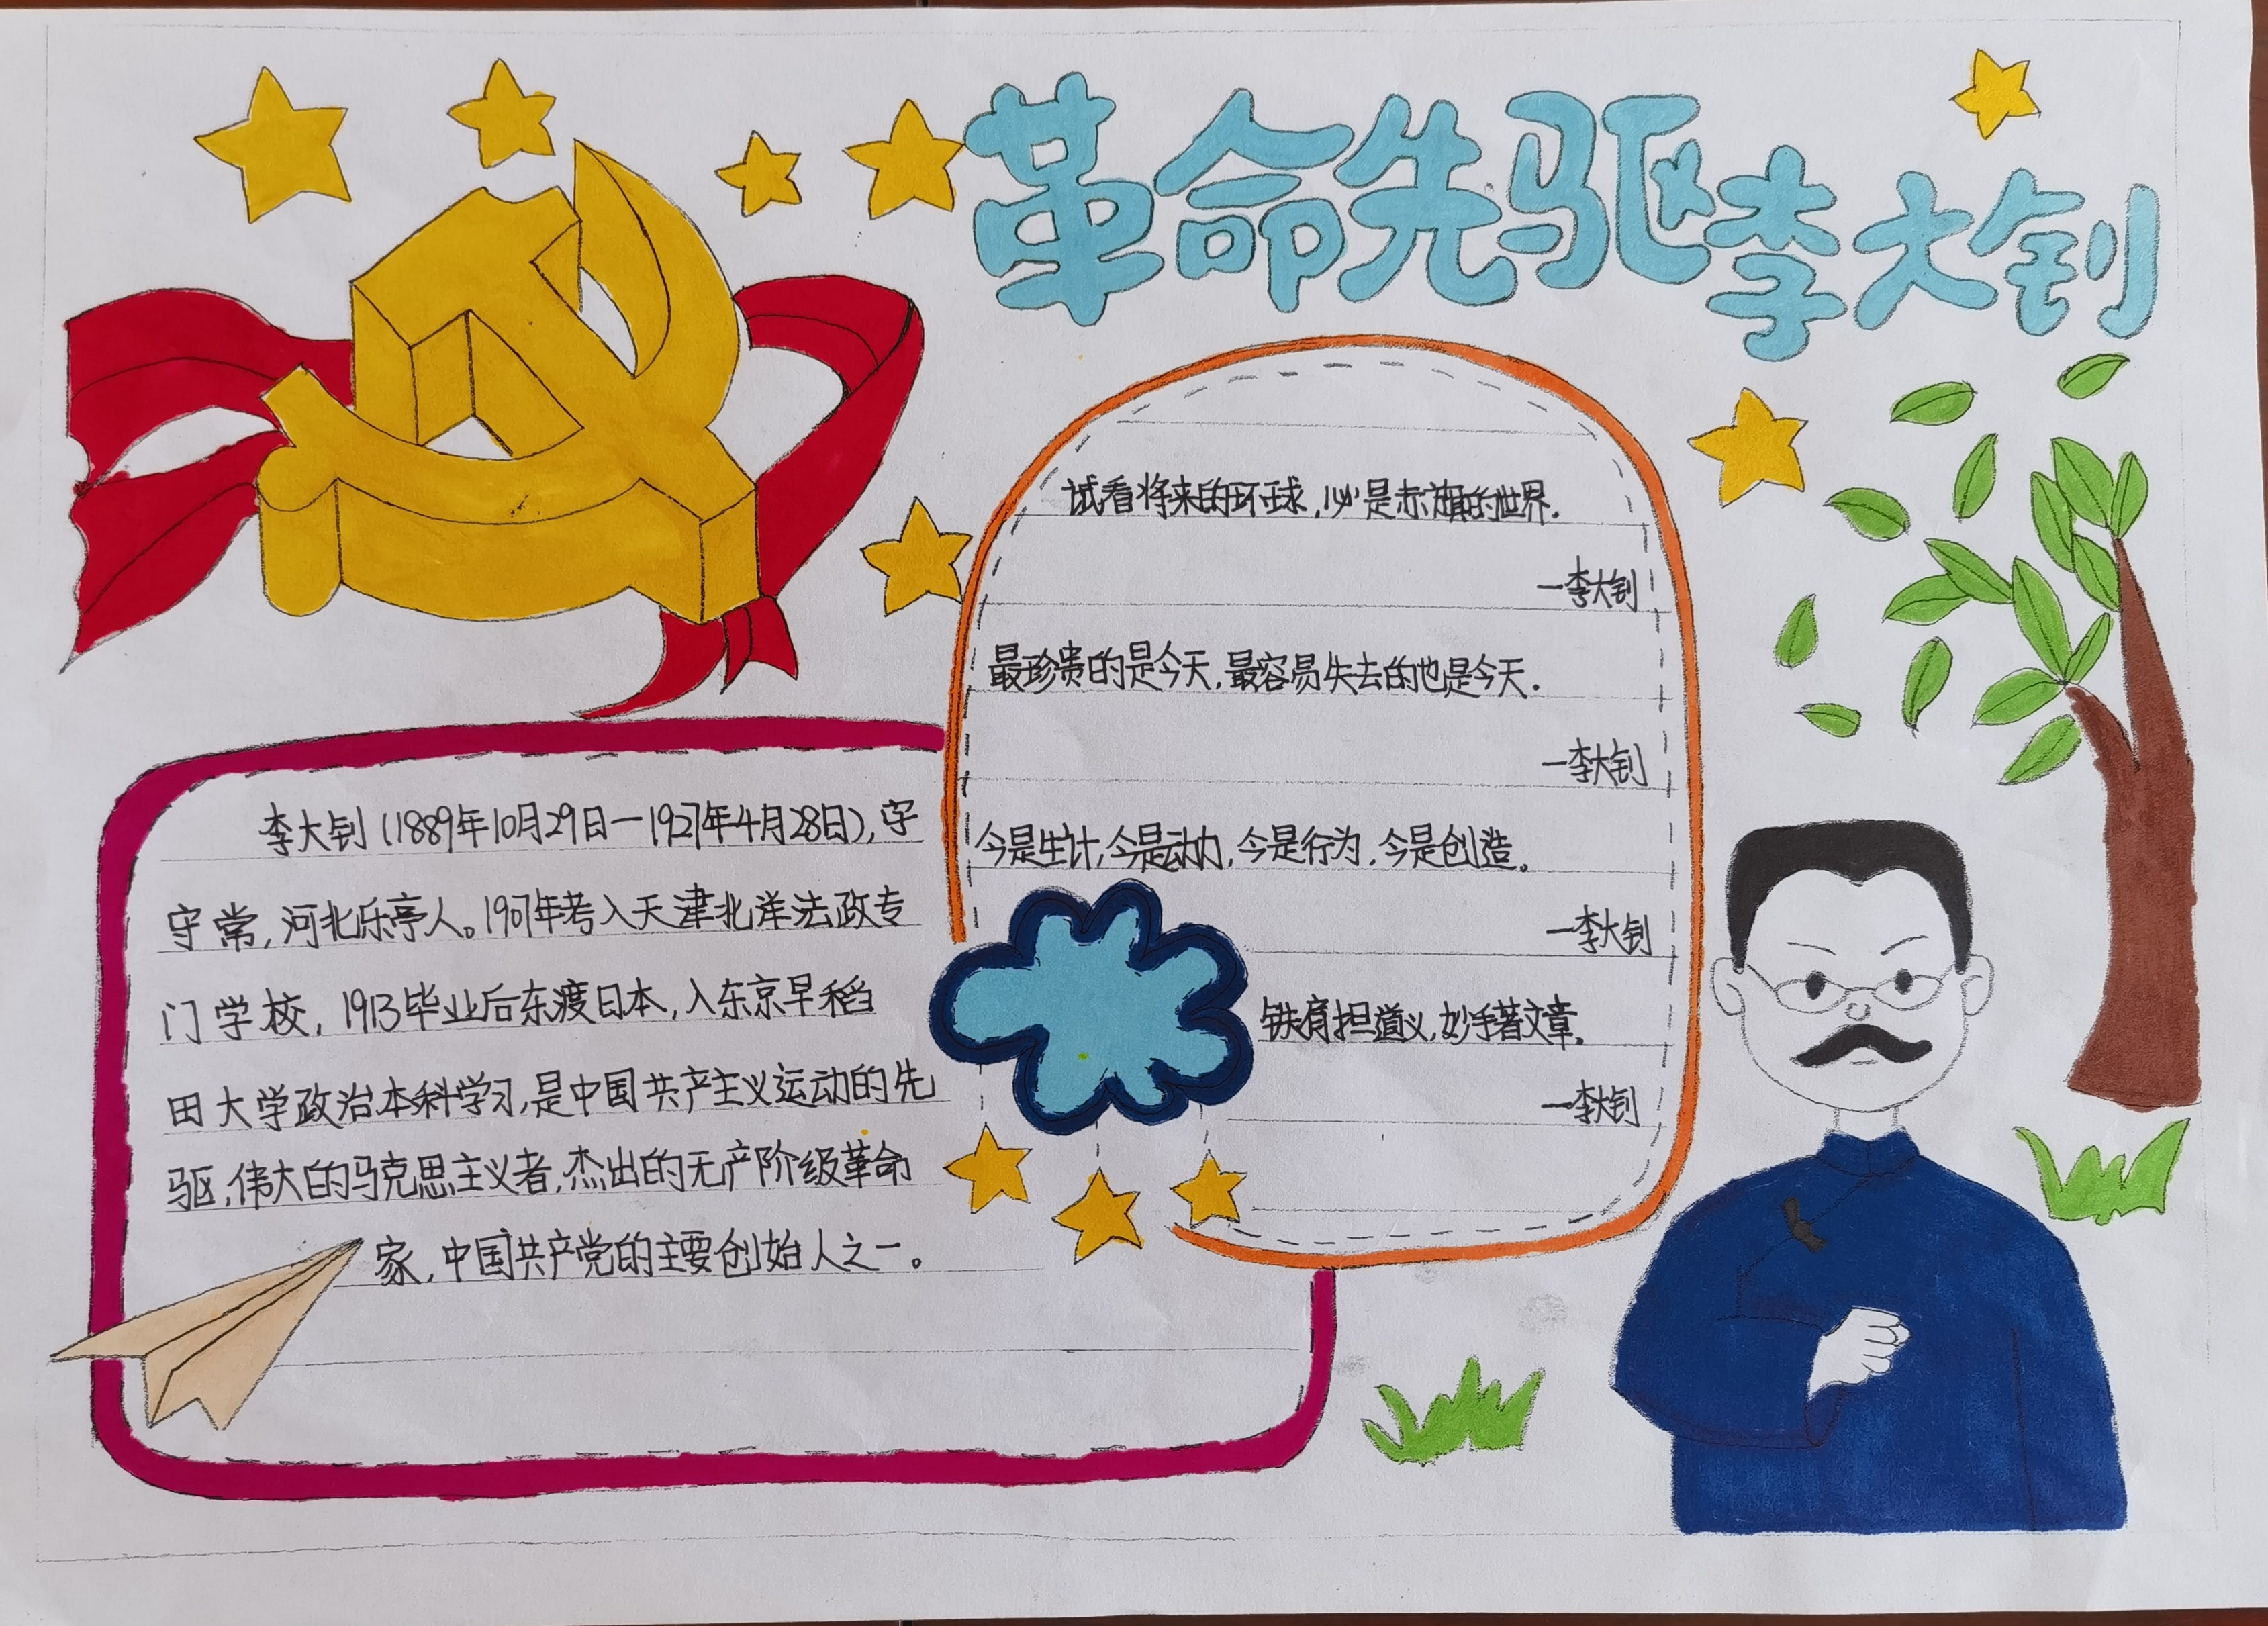 革命先驱李大钊
试看将来的环球,必是赤旗的世界.
一李大钊
最珍贵的是今天,最容易失去的也是今天.
一李大钊
今是生计,今是动力,今是行为,今是创造。
一李大钊
铁肩担道义,妙手著文章.
一李大钊
李大钊(1889年10月29日一1927年4月28日),字
守常,河北乐亭人。1907年考入天津北洋法政专
门学校,1913毕业后东渡日本,入东京早稻
田大学政治本科学习,是中国共产主义运动的先
驱,伟大的马克思主义者,杰出的无产阶级革命
家,中国共产党的主要创始人之一。